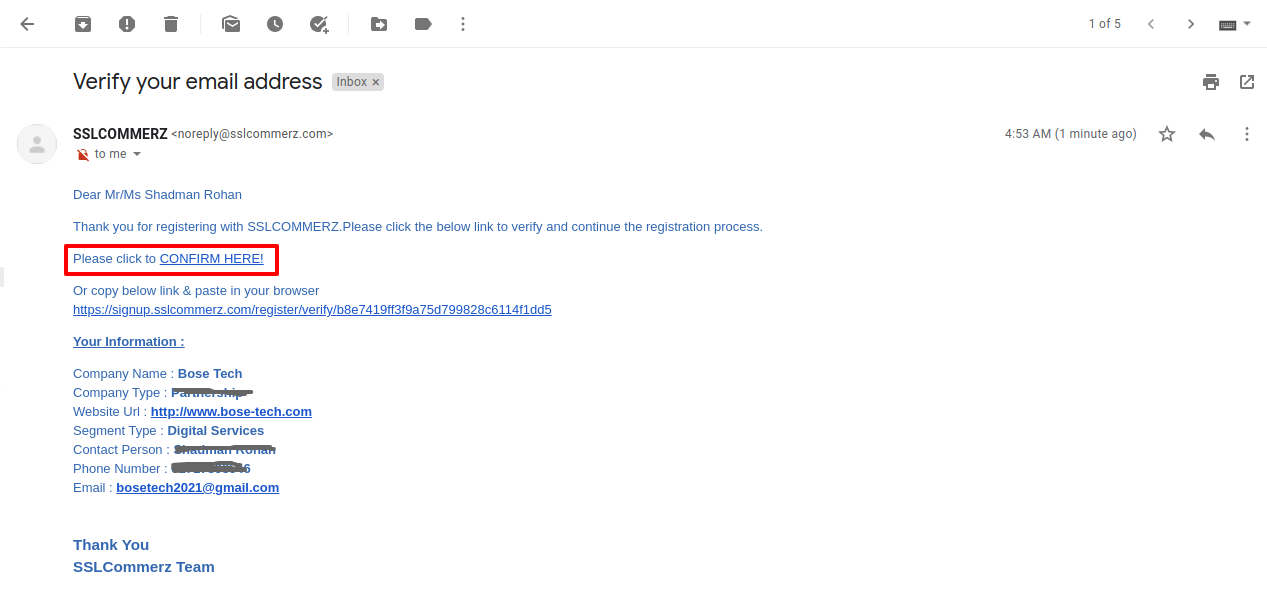 1 of 5
Verify your email address Inbox ×
SSLCOMMERZ <noreply@sslcommerz.com> 4:53 AM (1 minute ago)
to me
Dear Mr/Ms Shadman Rohan
Thank you for registering with SSLCOMMERZ.Please click the below link to verify and continue the registration process.
Please click to CONFIRM HERE!
Or copy below link & paste in your browser
https://signup.sslcommerz.com/register/verify/b8e7419ff3f9a75d799828c6114f1dd5
Your Information :
Company Name : Bose Tech
Company Type :
Website Url : http://www.bose-tech.com
Segment Type : Digital Services
Contact Person :
Phone Number :
Email : bosetech2021@gmail.com
Thank You
SSLCommerz Team